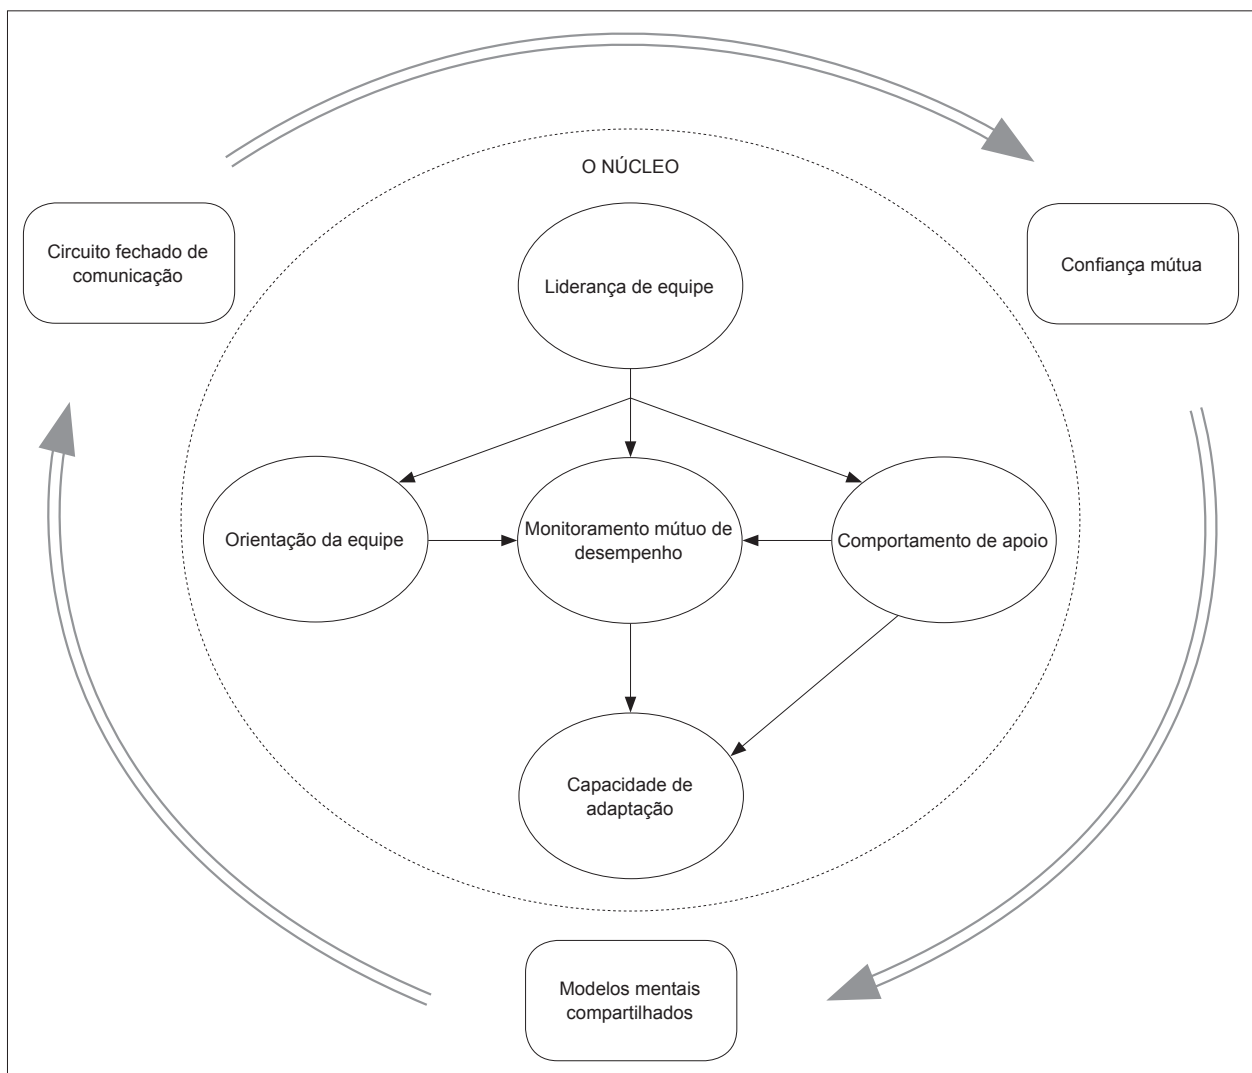 O NÚCLEO
Circuito fechado de
comunicação
Liderança de equipe
Confiança mútua
Orientação da equipe
Monitoramento mútuo de
desempenho
Comportamento de apoio
Capacidade de
adaptação
Modelos mentais
compartilhados